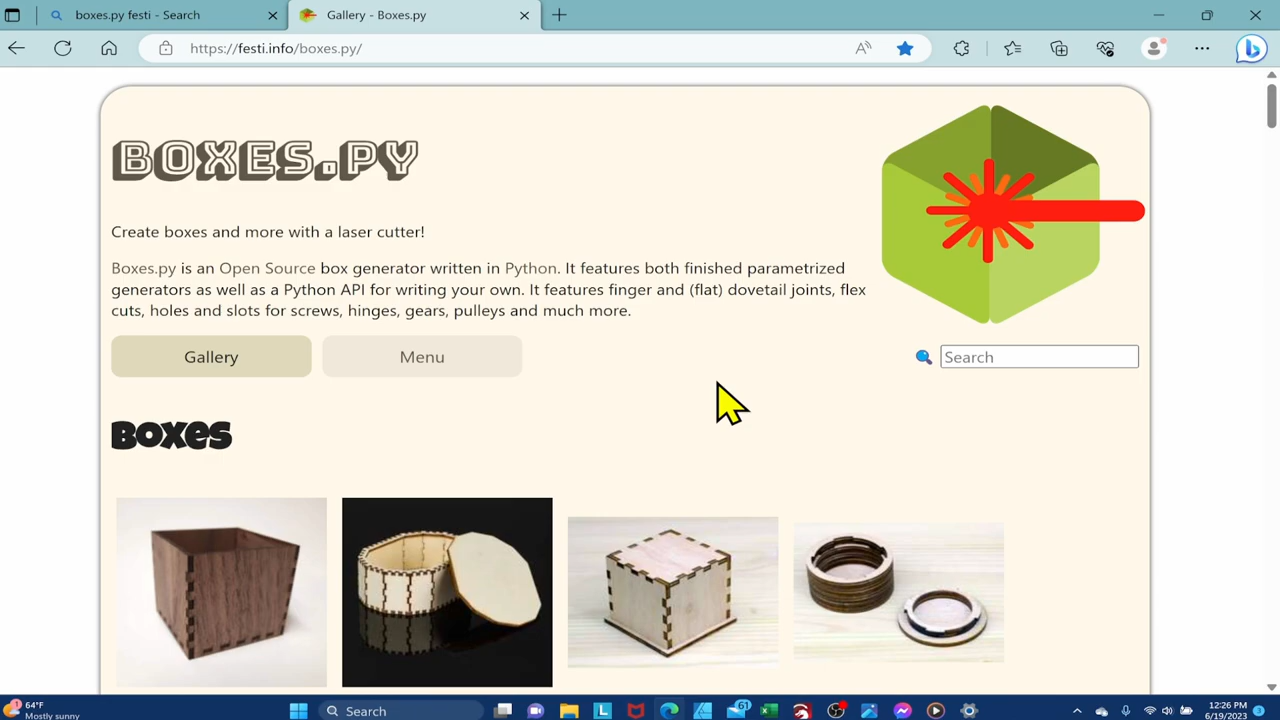 boxes.py festi - Search
Gallery - Boxes.py
https://festi.info/boxes.py/
BOXES.PY
Create boxes and more with a laser cutter!
Boxes.py is an Open Source box generator written in Python. It features both finished parametrized
generators as well as a Python API for writing your own. It features finger and (flat) dovetail joints, flex
cuts, holes and slots for screws, hinges, gears, pulleys and much more.
Gallery
Menu
Search
Boxes
64°F
Mostly sunny
Search
61
12:26 PM
6/19/2023